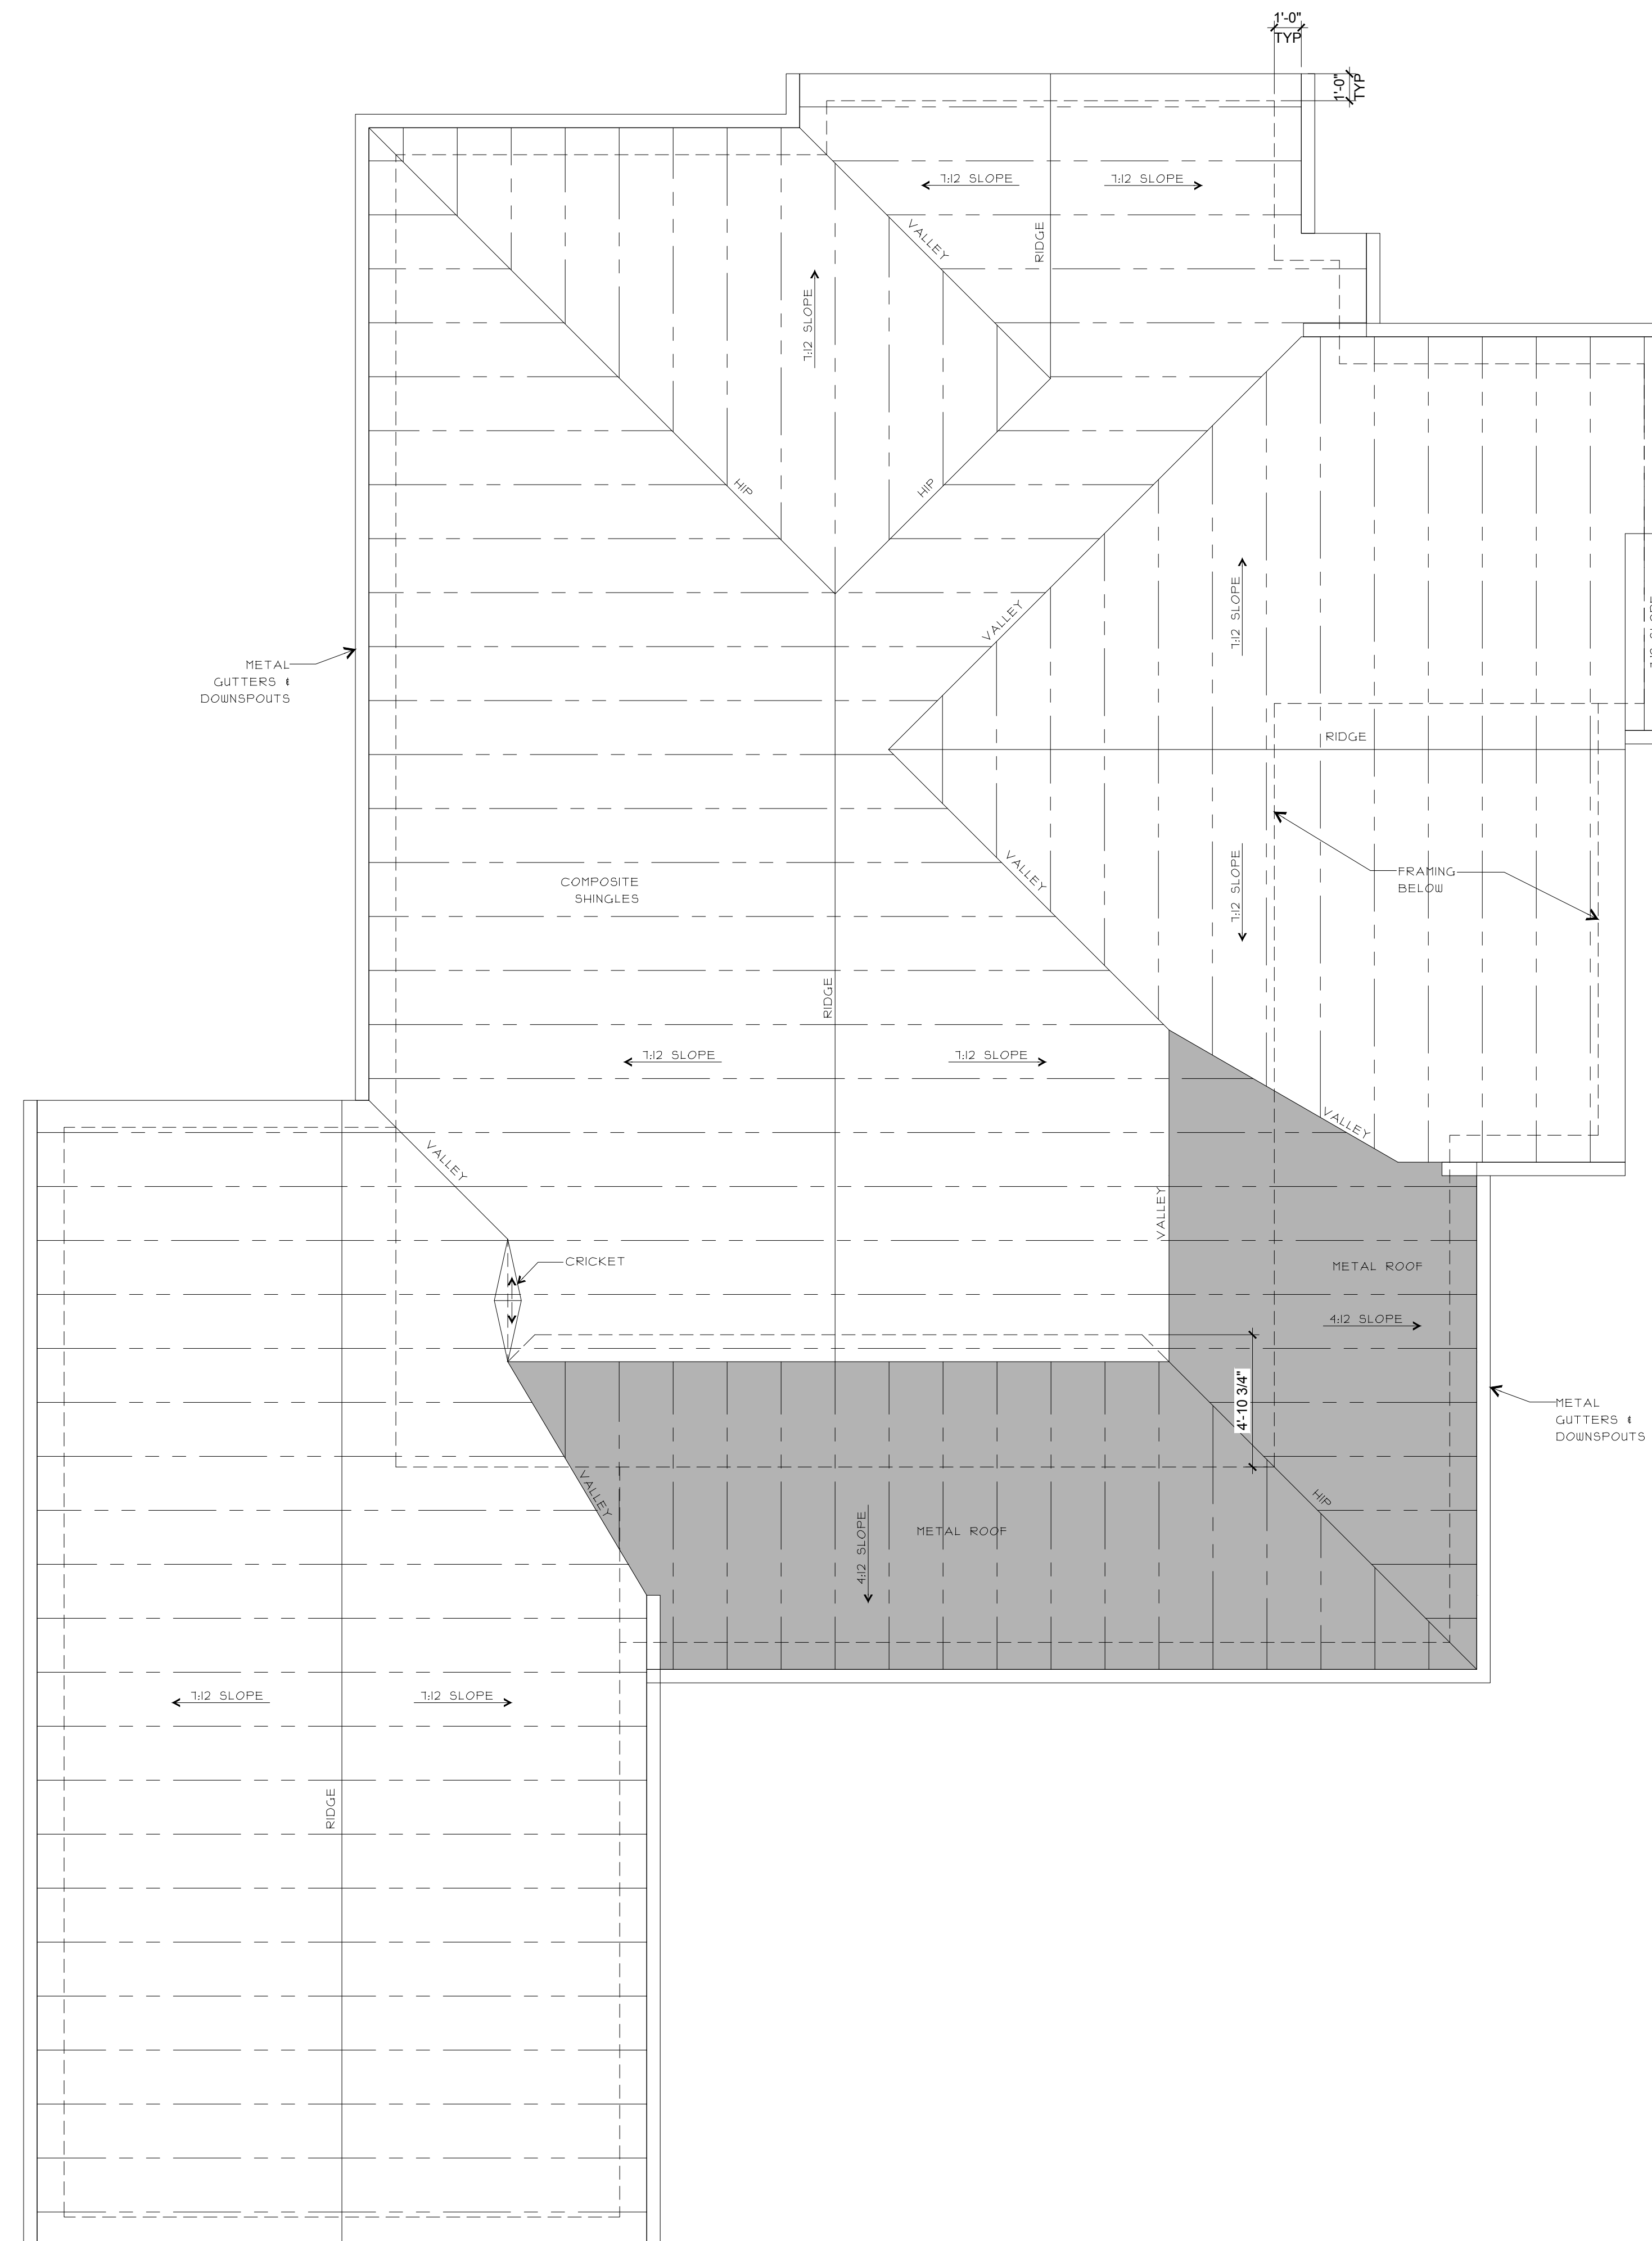 1'-0"
TYP
1'-0"
TYP
7:12 SLOPE
7:12 SLOPE
VALLEY
RIDGE
7:12 SLOPE
HIP
HIP
7:12 SLOPE
VALLEY
METAL
GUTTERS &
DOWNSPOUTS
RIDGE
VALLEY
7:12 SLOPE
FRAMING
BELOW
COMPOSITE
SHINGLES
RIDGE
7:12 SLOPE
7:12 SLOPE
VALLEY
VALLEY
VALLEY
CRICKET
METAL ROOF
4:12 SLOPE
4'-10 3/4"
METAL
GUTTERS &
DOWNSPOUTS
VALLEY
HIP
METAL ROOF
4:12 SLOPE
7:12 SLOPE
7:12 SLOPE
RIDGE